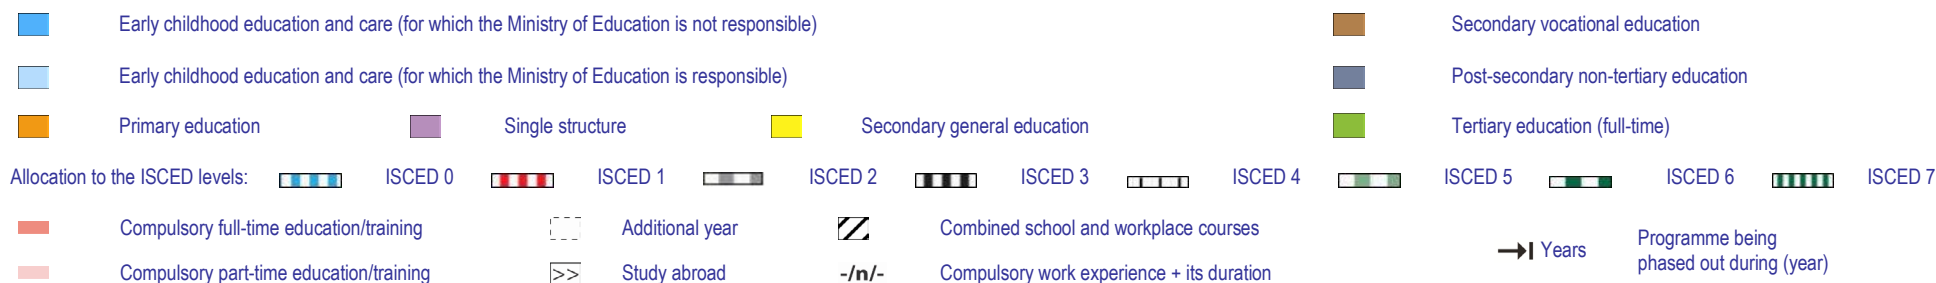 Early childhood education and care (for which the Ministry of Education is not responsible) Secondary vocational education
Early childhood education and care (for which the Ministry of Education is responsible) Post-secondary non-tertiary education
Primary education Single structure Secondary general education Tertiary education (full-time)
Allocation to the ISCED levels: ISCED 0 ISCED 1 ISCED 2 ISCED 3 ISCED 4 ISCED 5 ISCED 6 ISCED 7
Compulsory full-time education/training Additional year Combined school and workplace courses
Compulsory part-time education/training >> Study abroad -/n/- Compulsory work experience + its duration
Years Programme being
phased out during (year)